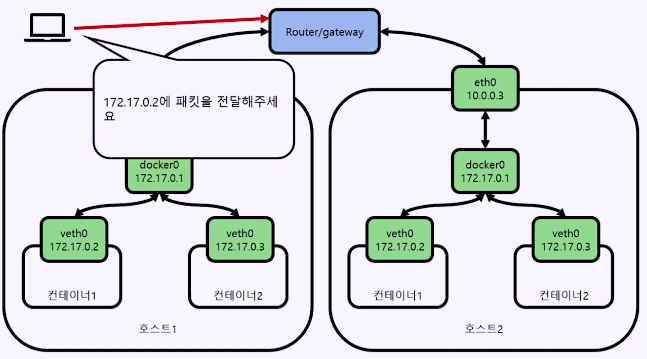 Router/gateway
172.17.0.2에 패킷을 전달해주세
요
eth0
10.0.0.3
docker0
172.17.0.1
docker0
172.17.0.1
veth0
172.17.0.2
veth0
172.17.0.3
veth0
172.17.0.2
veth0
172.17.0.3
컨테이너1
컨테이너2
컨테이너1
컨테이너2
호스트1
호스트2